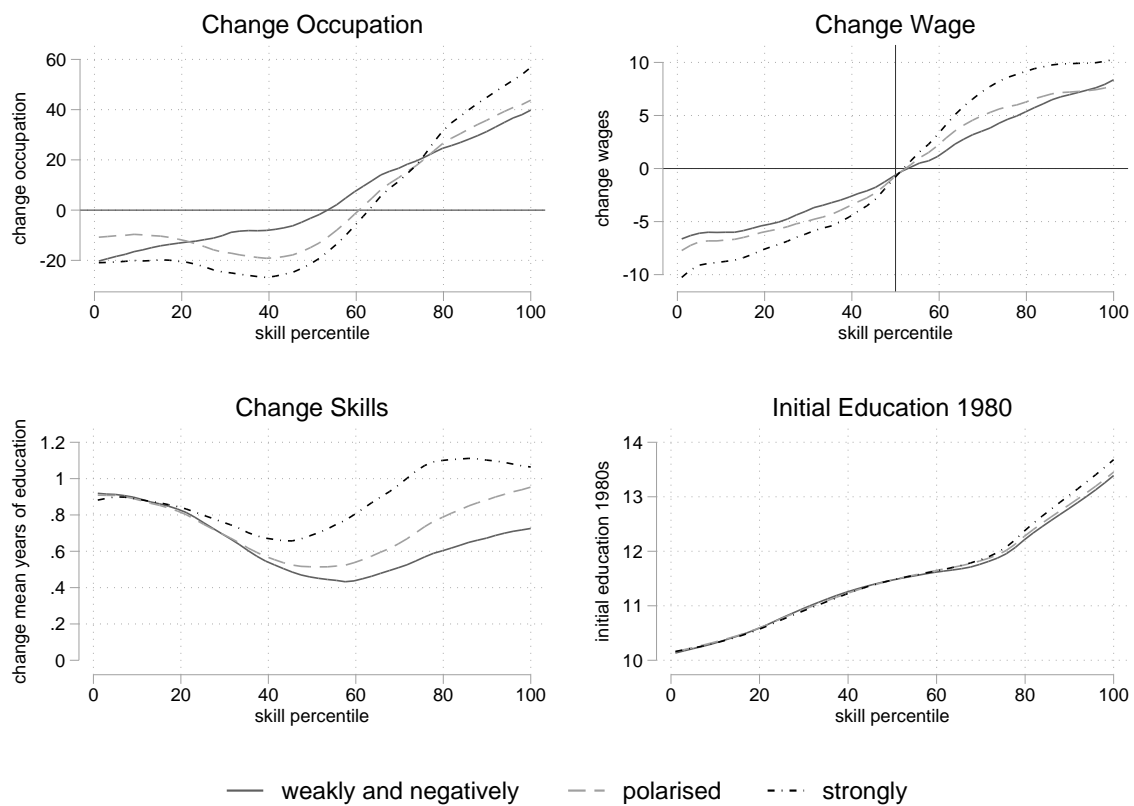 Change Occupation
change occupation
60
40
20
0
-20
0 20 40 60 80 100
skill percentile
Change Wage
change wages
10
5
0
-5
-10
0 20 40 60 80 100
skill percentile
Change Skills
change mean years of education
1.2
1
.8
.6
.4
.2
0
0 20 40 60 80 100
skill percentile
Initial Education 1980
initial education 1980s
14
13
12
11
10
0 20 40 60 80 100
skill percentile
weakly and negatively polarised strongly